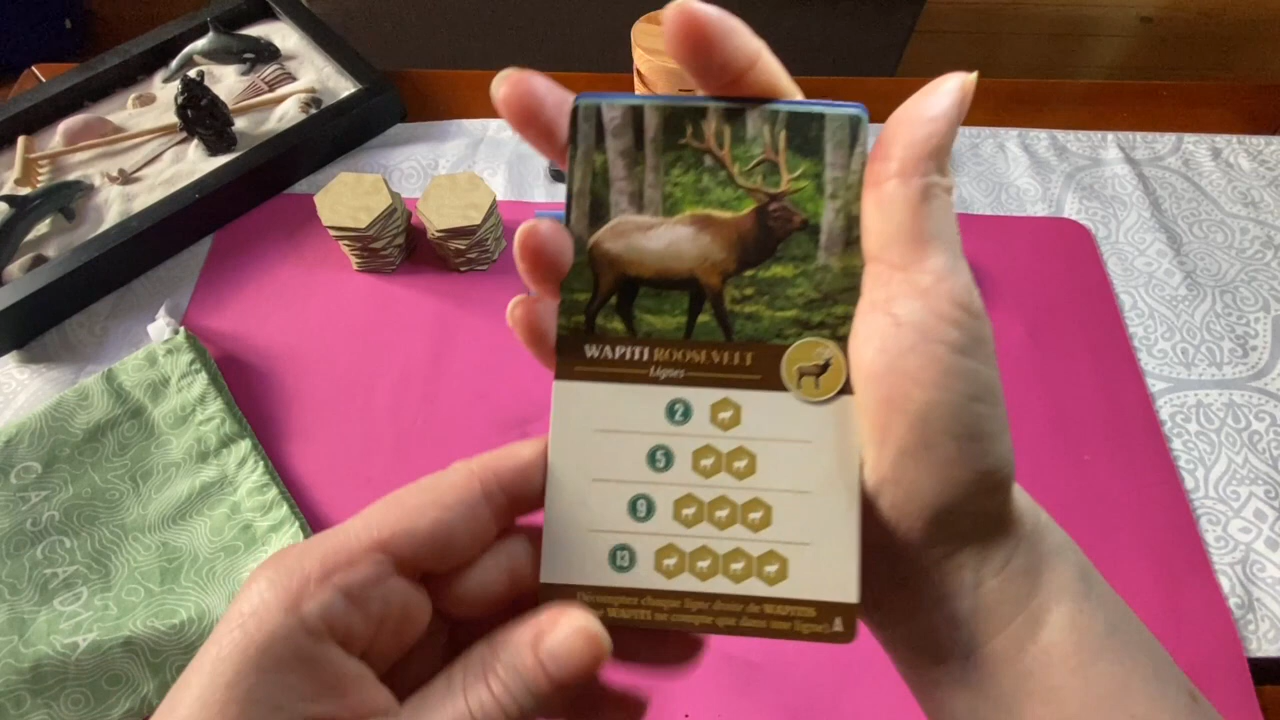 WAPITI ROOSEVELT
Lignes
2
5
9
13
Décomptez chaque ligne droite de WAPITIS
WAPITI ne compte que dans une ligne). A
CASCADIA